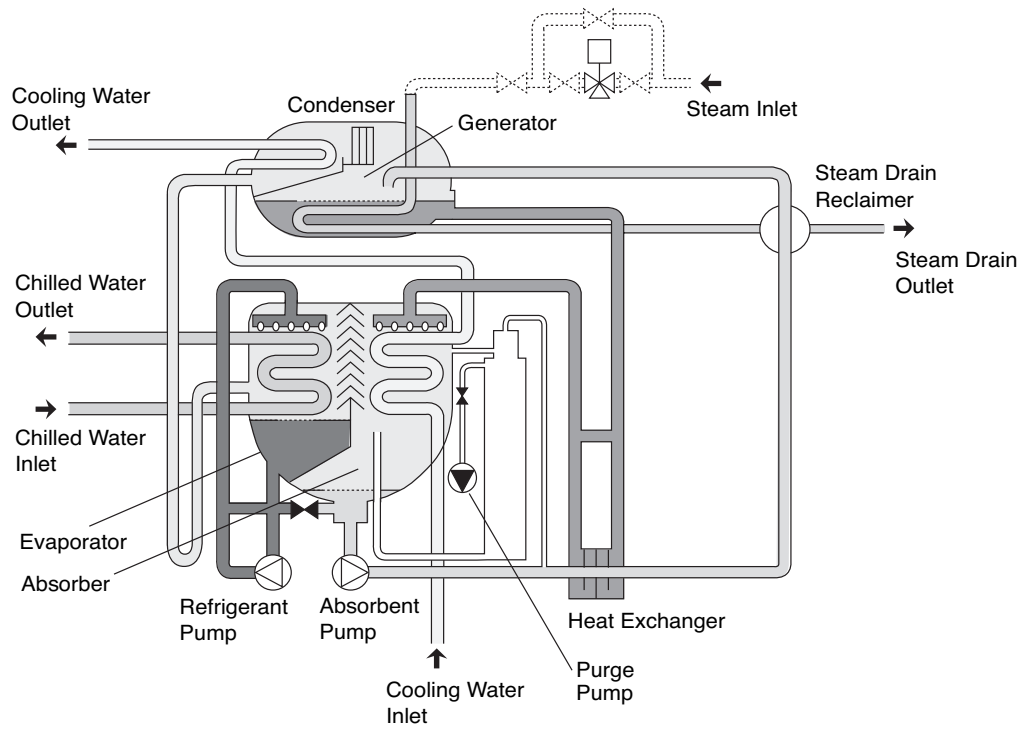 Cooling Water
Outlet
Condenser
Generator
Steam Inlet
Steam Drain
Reclaimer
Steam Drain
Outlet
Chilled Water
Outlet
Chilled Water
Inlet
Evaporator
Absorber
Refrigerant
Pump
Absorbent
Pump
Heat Exchanger
Purge
Pump
Cooling Water
Inlet